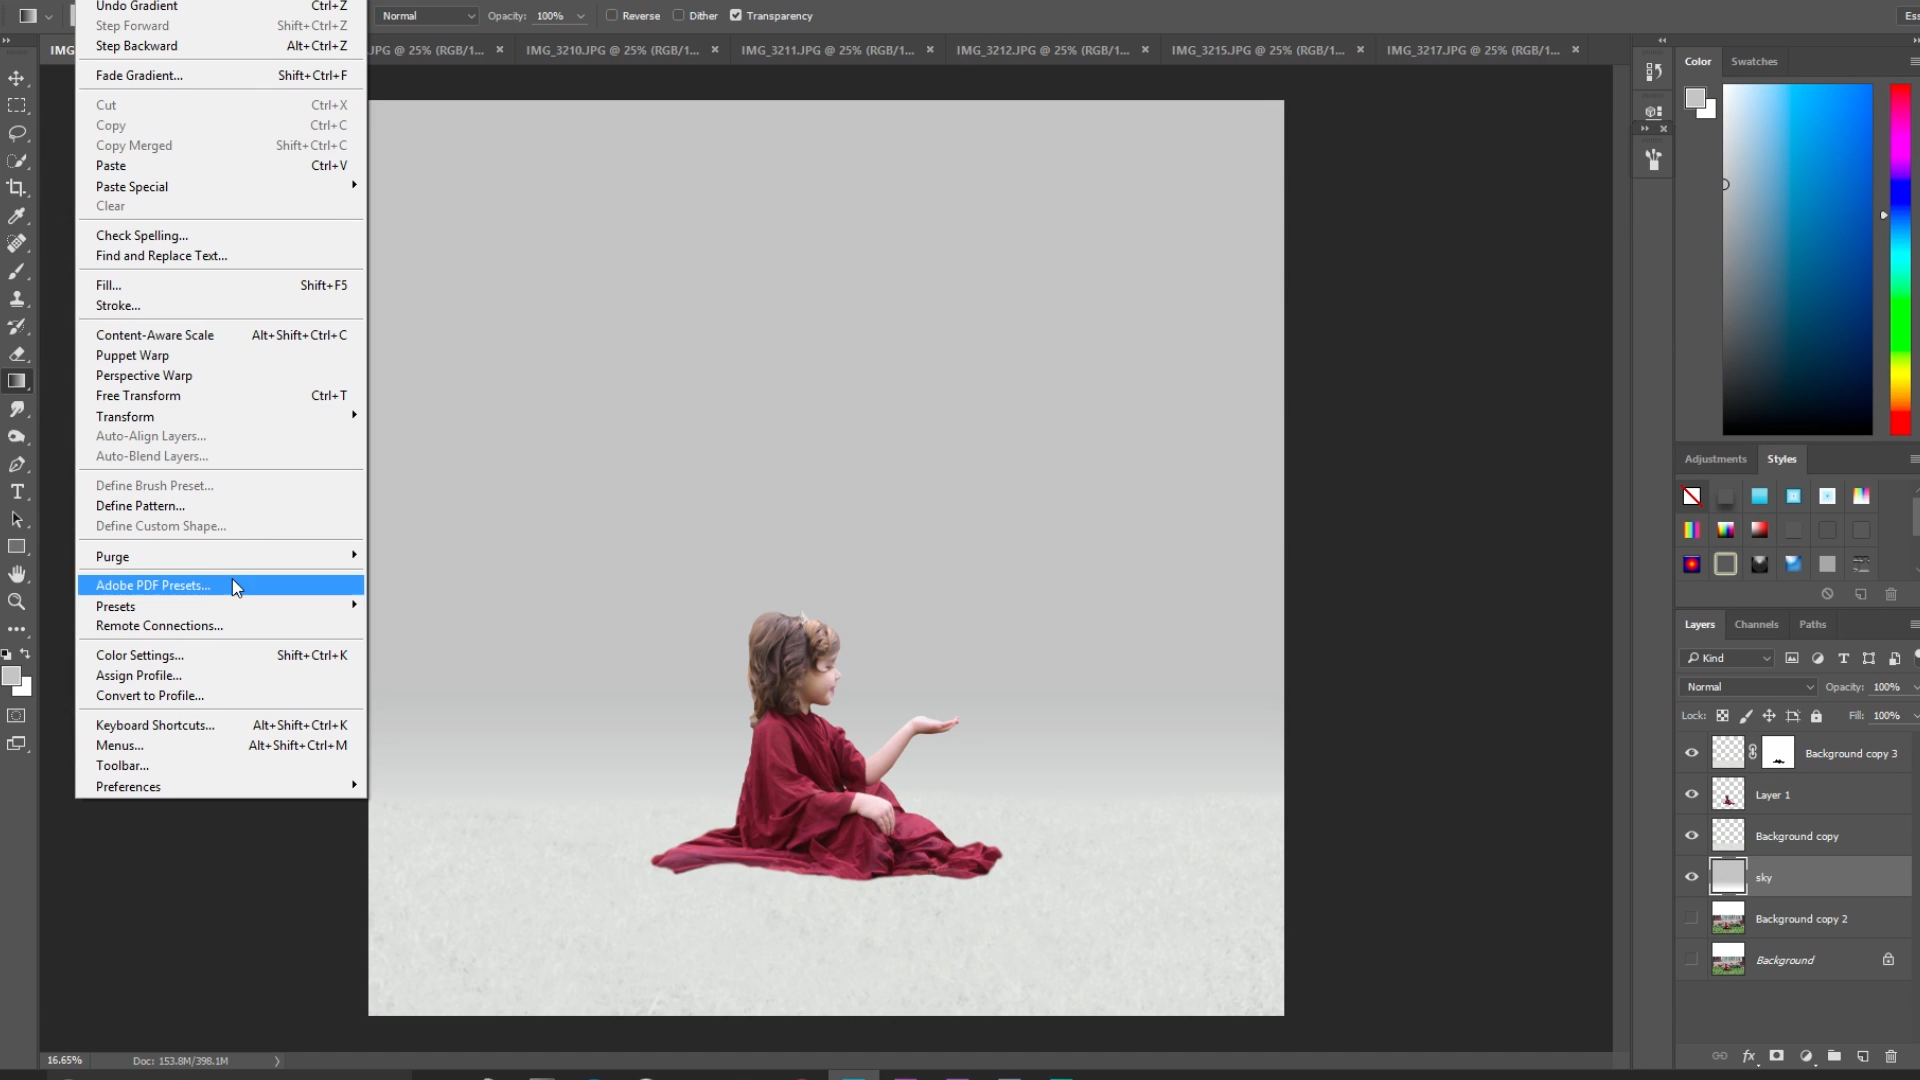 Undo Gradient Ctrl+Z
Step Forward Shift+Ctrl+Z
Step Backward Alt+Ctrl+Z
Fade Gradient... Shift+Ctrl+F
Cut Ctrl+X
Copy Ctrl+C
Copy Merged Shift+Ctrl+C
Paste Ctrl+V
Paste Special
Clear
Check Spelling...
Find and Replace Text...
Fill... Shift+F5
Stroke...
Content-Aware Scale Alt+Shift+Ctrl+C
Puppet Warp
Perspective Warp
Free Transform Ctrl+T
Transform
Auto-Align Layers...
Auto-Blend Layers...
Define Brush Preset...
Define Pattern...
Define Custom Shape...
Purge
Adobe PDF Presets...
Presets
Remote Connections...
Color Settings... Shift+Ctrl+K
Assign Profile...
Convert to Profile...
Keyboard Shortcuts... Alt+Shift+Ctrl+K
Menus... Alt+Shift+Ctrl+M
Toolbar...
Preferences
Normal Opacity: 100% Reverse Dither Transparency Ess
IMG JPG @ 25% (RGB/1... IMG_3210.JPG @ 25% (RGB/1... IMG_3211.JPG @ 25% (RGB/1... IMG_3212.JPG @ 25% (RGB/1... IMG_3215.JPG @ 25% (RGB/1... IMG_3217.JPG @ 25% (RGB/1...
Color Swatches
Adjustments Styles
Layers Channels Paths
Kind
Normal Opacity: 100%
Lock: Fill: 100%
Background copy 3
Layer 1
Background copy
sky
Background copy 2
Background
fx
16.65% Doc: 153.8M/398.1M